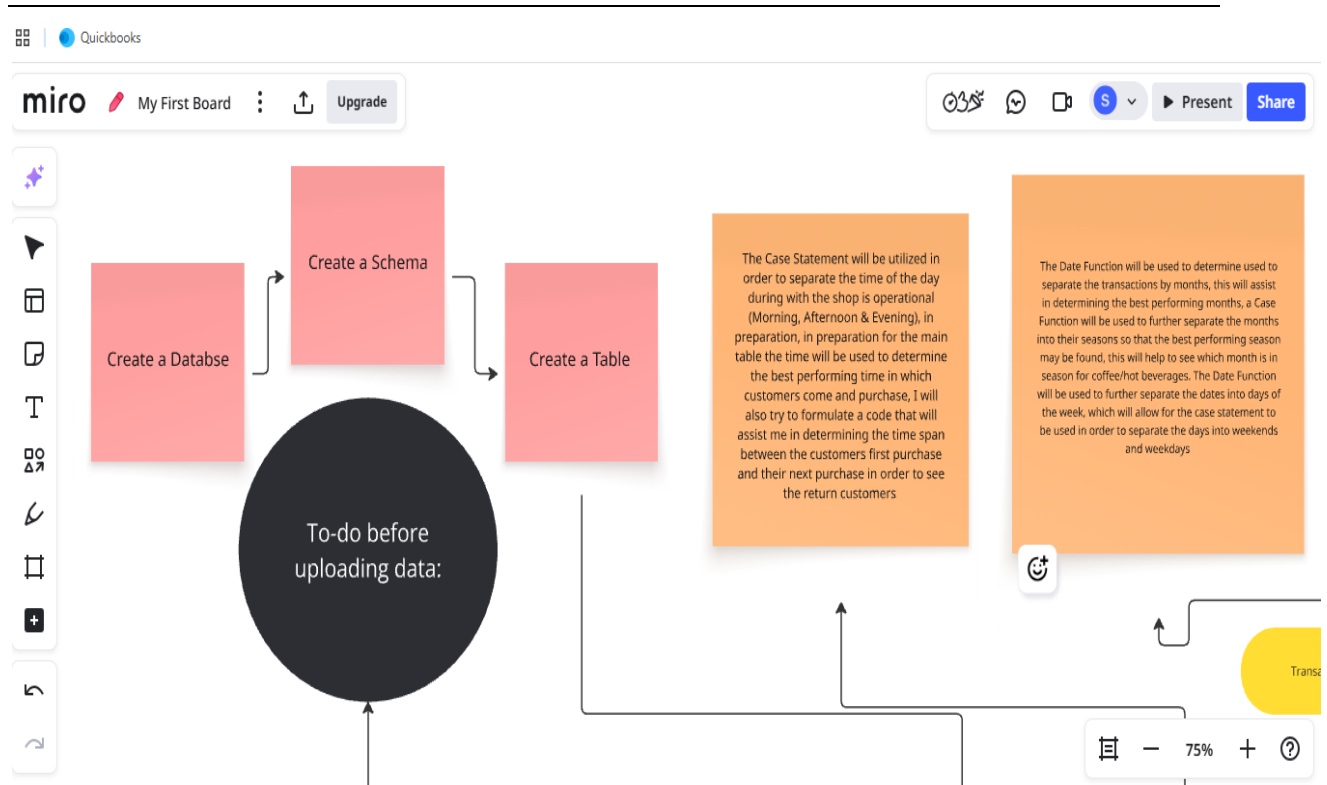 Quickbooks
miro
My First Board
Upgrade
S
Present
Share
Create a Databse
Create a Schema
Create a Table
To-do before
uploading data:
The Case Statement will be utilized in
order to separate the time of the day
during with the shop is operational
(Morning, Afternoon & Evening), in
preparation, in preparation for the main
table the time will be used to determine
the best performing time in which
customers come and purchase, I will
also try to formulate a code that will
assist me in determining the time span
between the customers first purchase
and their next purchase in order to see
the return customers
The Date Function will be used to determine used to
separate the transactions by months, this will assist
in determining the best performing months, a Case
Function will be used to further separate the months
into their seasons so that the best performing season
may be found, this will help to see which month is in
season for coffee/hot beverages. The Date Function
will be used to further separate the dates into days of
the week, which will allow for the case statement to
be used in order to separate the days into weekends
and weekdays
Transa
75%